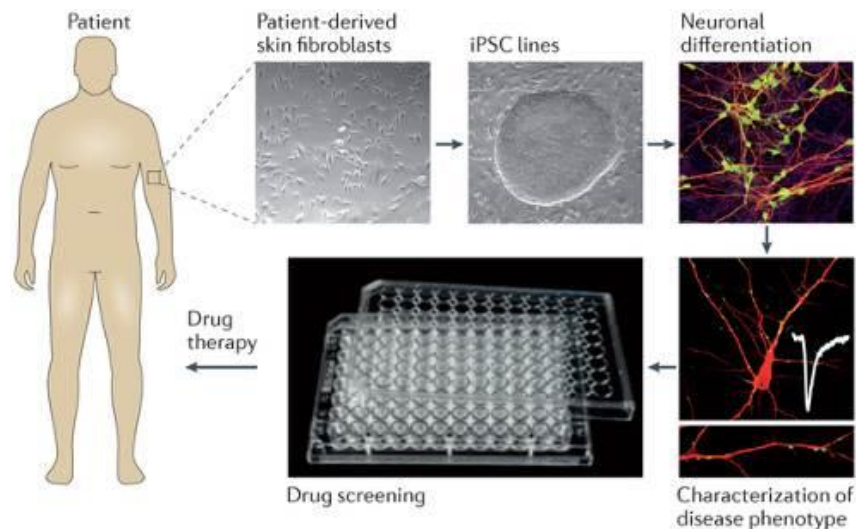 Patient
Patient-derived
skin fibroblasts
iPSC lines
Neuronal
differentiation
Drug
therapy
Drug screening
Characterization of
disease phenotype